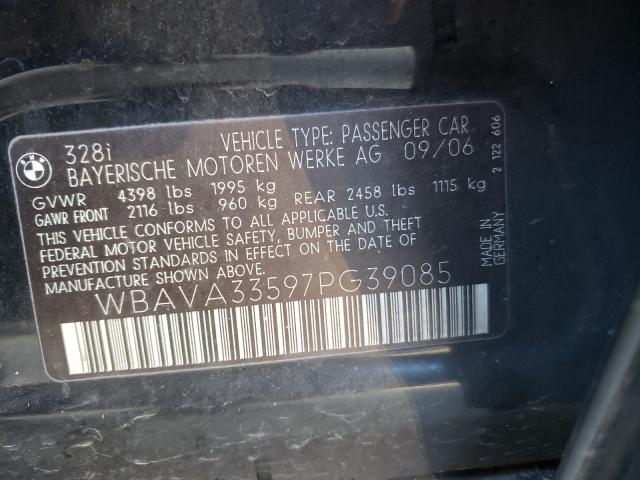 BMW
328i VEHICLE TYPE: PASSENGER CAR
BAYERISCHE MOTOREN WERKE AG 09/06
GVWR 4398 lbs 1995 kg
GAWR FRONT 2116 lbs 960 kg REAR 2458 lbs 1115 kg
THIS VEHICLE CONFORMS TO ALL APPLICABLE U.S.
FEDERAL MOTOR VEHICLE SAFETY, BUMPER AND THEFT
PREVENTION STANDARDS IN EFFECT ON THE DATE OF
MANUFACTURE SHOWN ABOVE.
WBAVA33597PG39085
MADE IN
GERMANY
2 122 606